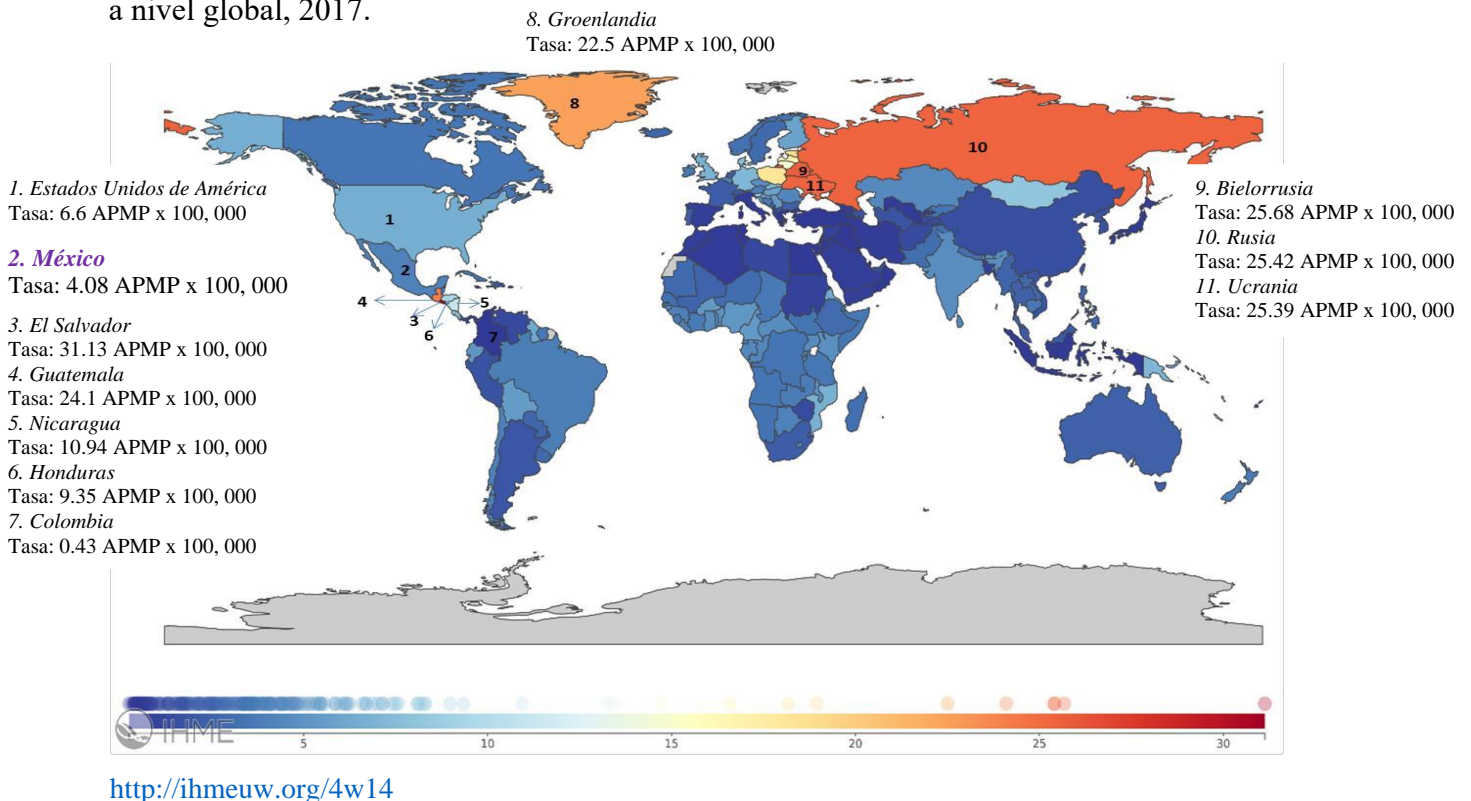 a nivel global, 2017.
8. Groenlandia
Tasa: 22.5 APMP x 100, 000
1. Estados Unidos de América
Tasa: 6.6 APMP x 100, 000
2. México
Tasa: 4.08 APMP x 100, 000
3. El Salvador
Tasa: 31.13 APMP x 100, 000
4. Guatemala
Tasa: 24.1 APMP x 100, 000
5. Nicaragua
Tasa: 10.94 APMP x 100, 000
6. Honduras
Tasa: 9.35 APMP x 100, 000
7. Colombia
Tasa: 0.43 APMP x 100, 000
8
10
9
11
1
2
4
5
3
6
7
9. Bielorrusia
Tasa: 25.68 APMP x 100, 000
10. Rusia
Tasa: 25.42 APMP x 100, 000
11. Ucrania
Tasa: 25.39 APMP x 100, 000
IHME
5 10 15 20 25 30
http://ihmeuw.org/4w14